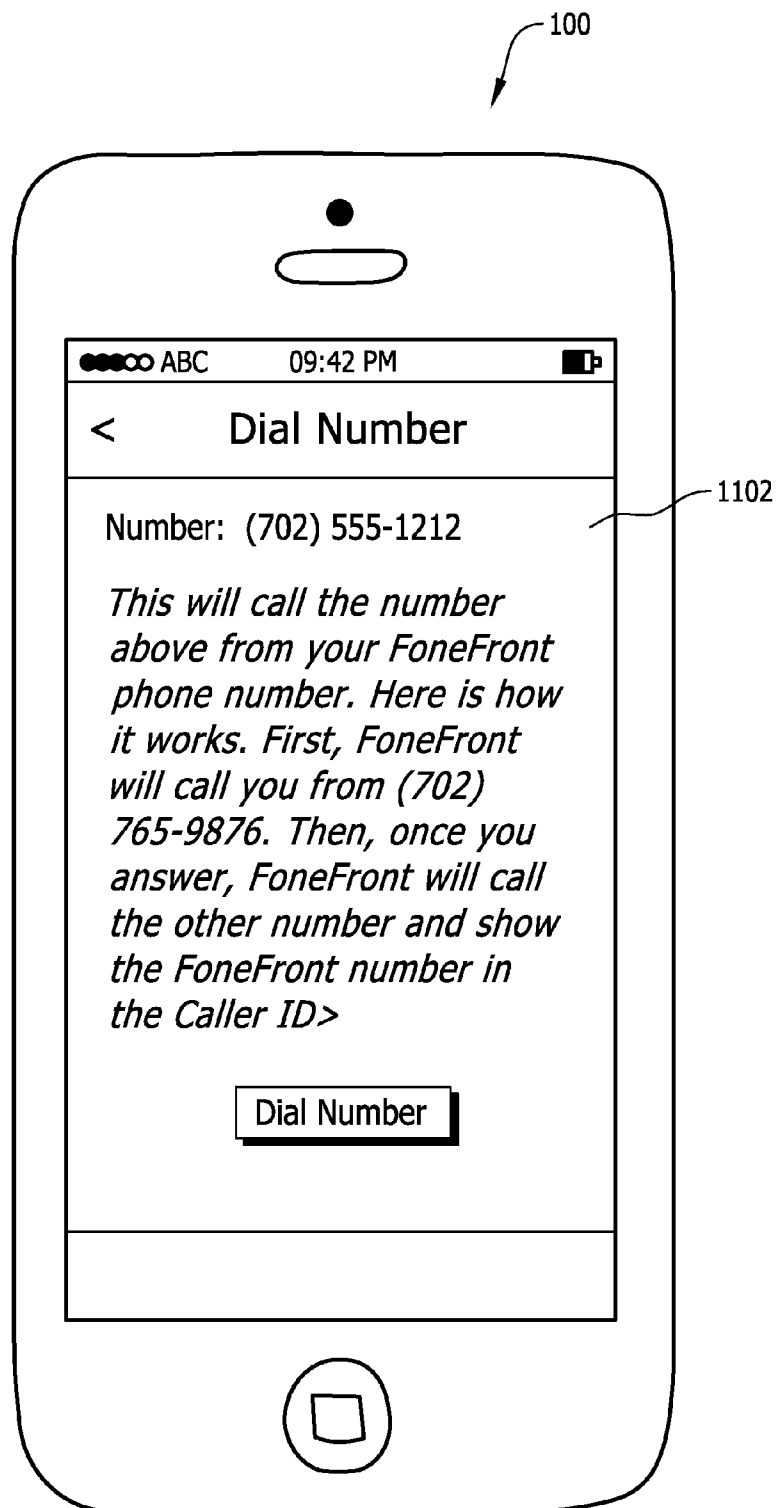 100
ABC 09:42 PM
< Dial Number
1102
Number: (702) 555-1212
This will call the number
above from your FoneFront
phone number. Here is how
it works. First, FoneFront
will call you from (702)
765-9876. Then, once you
answer, FoneFront will call
the other number and show
the FoneFront number in
the Caller ID>
Dial Number